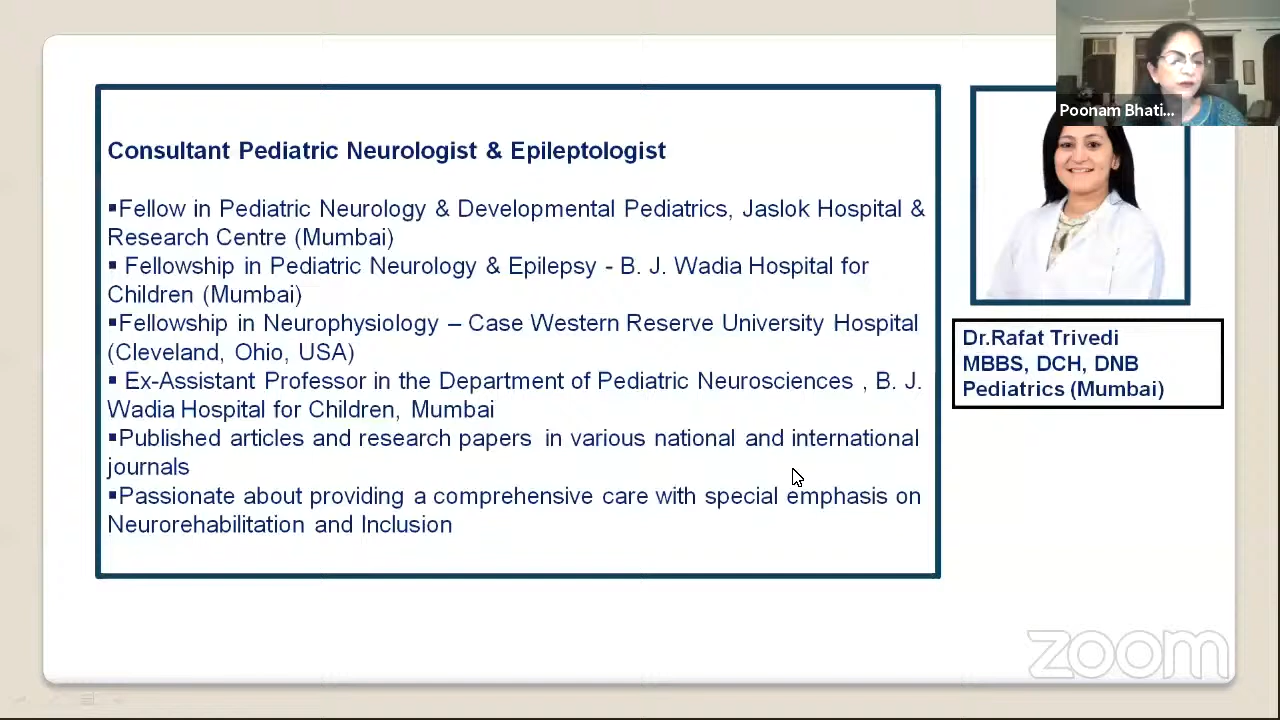 Poonam Bhati...
Consultant Pediatric Neurologist & Epileptologist
▪Fellow in Pediatric Neurology & Developmental Pediatrics, Jaslok Hospital &
Research Centre (Mumbai)
▪ Fellowship in Pediatric Neurology & Epilepsy - B. J. Wadia Hospital for
Children (Mumbai)
▪Fellowship in Neurophysiology – Case Western Reserve University Hospital
(Cleveland, Ohio, USA)
▪ Ex-Assistant Professor in the Department of Pediatric Neurosciences , B. J.
Wadia Hospital for Children, Mumbai
▪Published articles and research papers in various national and international
journals
▪Passionate about providing a comprehensive care with special emphasis on
Neurorehabilitation and Inclusion
Dr.Rafat Trivedi
MBBS, DCH, DNB
Pediatrics (Mumbai)
zoom